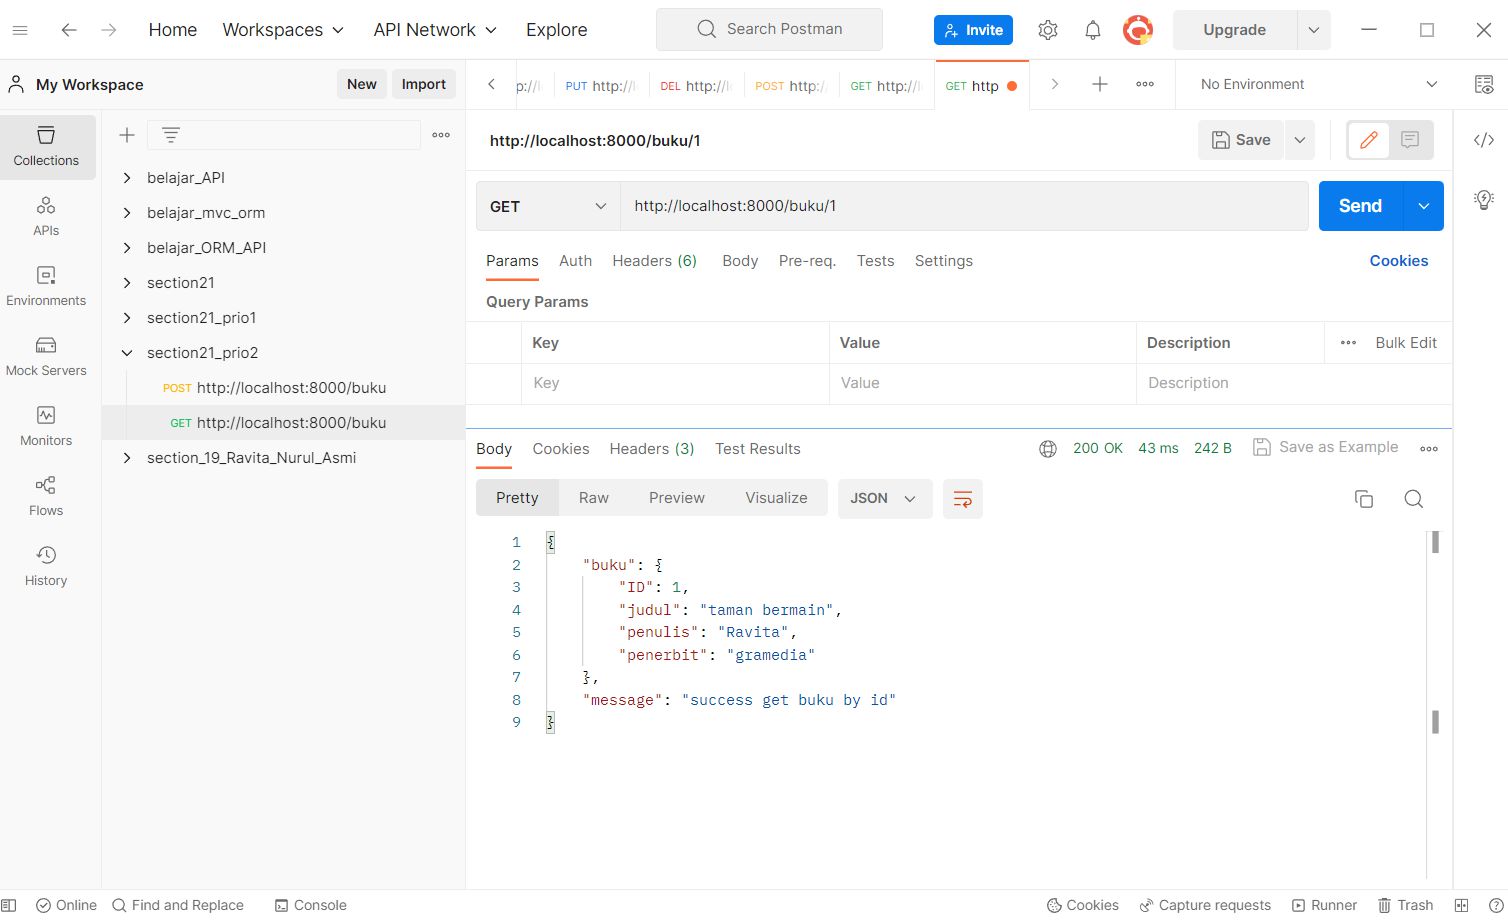 Home Workspaces API Network Explore Search Postman Invite Upgrade
My Workspace New Import
PUT http://l DEL http://l POST http:/ GET http://l GET http No Environment
Collections
APIs
Environments
Mock Servers
Monitors
Flows
History
belajar_API
belajar_mvc_orm
belajar_ORM_API
section21
section21_prio1
section21_prio2
POST http://localhost:8000/buku
GET http://localhost:8000/buku
section_19_Ravita_Nurul_Asmi
http://localhost:8000/buku/1 Save
GET http://localhost:8000/buku/1 Send
Params Auth Headers (6) Body Pre-req. Tests Settings Cookies
Query Params
Key Value Description Bulk Edit
Key Value Description
Body Cookies Headers (3) Test Results 200 OK 43 ms 242 B Save as Example
Pretty Raw Preview Visualize JSON
1 {
2 "buku": {
3 "ID": 1,
4 "judul": "taman bermain",
5 "penulis": "Ravita",
6 "penerbit": "gramedia"
7 },
8 "message": "success get buku by id"
9 }
Online Find and Replace Console Cookies Capture requests Runner Trash